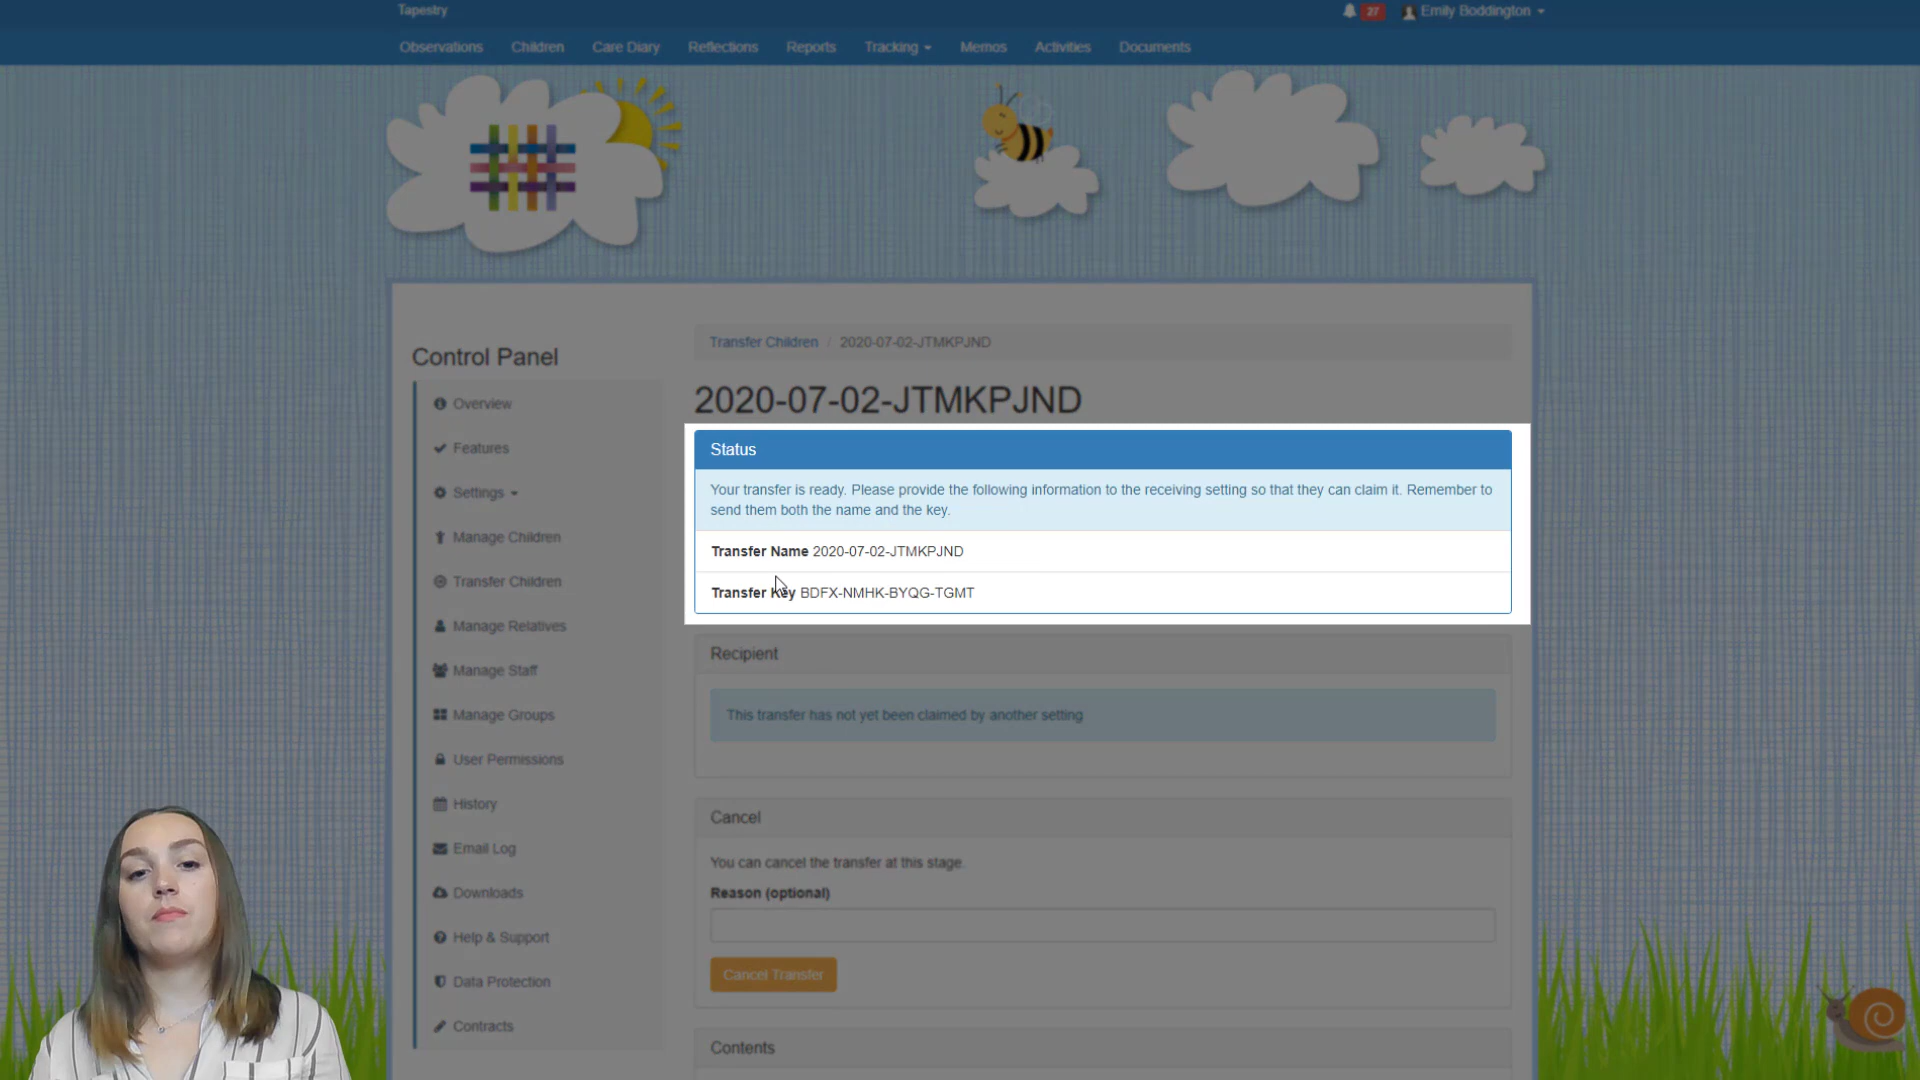 Tapestry
27
Emily Boddington
Observations Children Care Diary Reflections Reports Tracking Memos Activities Documents
Control Panel
Overview
Features
Settings
Manage Children
Transfer Children
Manage Relatives
Manage Staff
Manage Groups
User Permissions
History
Email Log
Downloads
Help & Support
Data Protection
Contracts
Transfer Children / 2020-07-02-JTMKPJND
2020-07-02-JTMKPJND
Status
Your transfer is ready. Please provide the following information to the receiving setting so that they can claim it. Remember to
send them both the name and the key.
Transfer Name 2020-07-02-JTMKPJND
Transfer Key BDFX-NMHK-BYQG-TGMT
Recipient
This transfer has not yet been claimed by another setting
Cancel
You can cancel the transfer at this stage.
Reason (optional)
Cancel Transfer
Contents